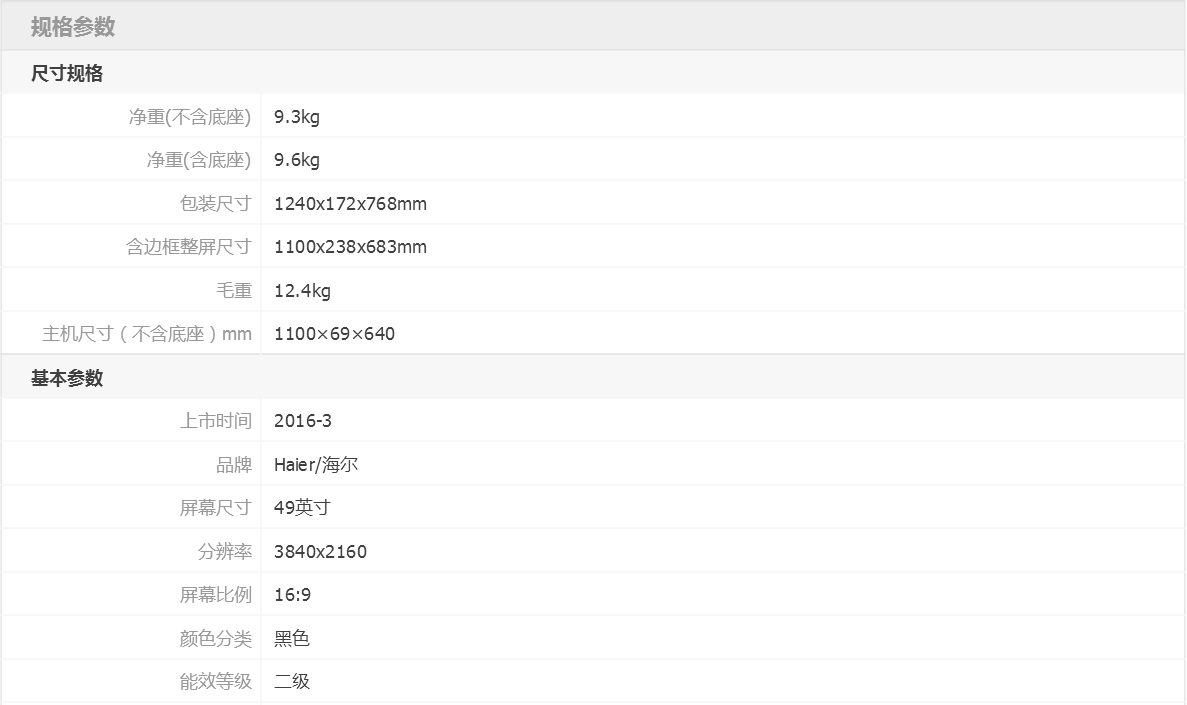 规格参数
尺寸规格
净重(不含底座) 9.3kg
净重(含底座) 9.6kg
包装尺寸 1240x172x768mm
含边框整屏尺寸 1100x238x683mm
毛重 12.4kg
主机尺寸（不含底座）mm 1100×69×640
基本参数
上市时间 2016-3
品牌 Haier/海尔
屏幕尺寸 49英寸
分辨率 3840x2160
屏幕比例 16:9
颜色分类 黑色
能效等级 二级